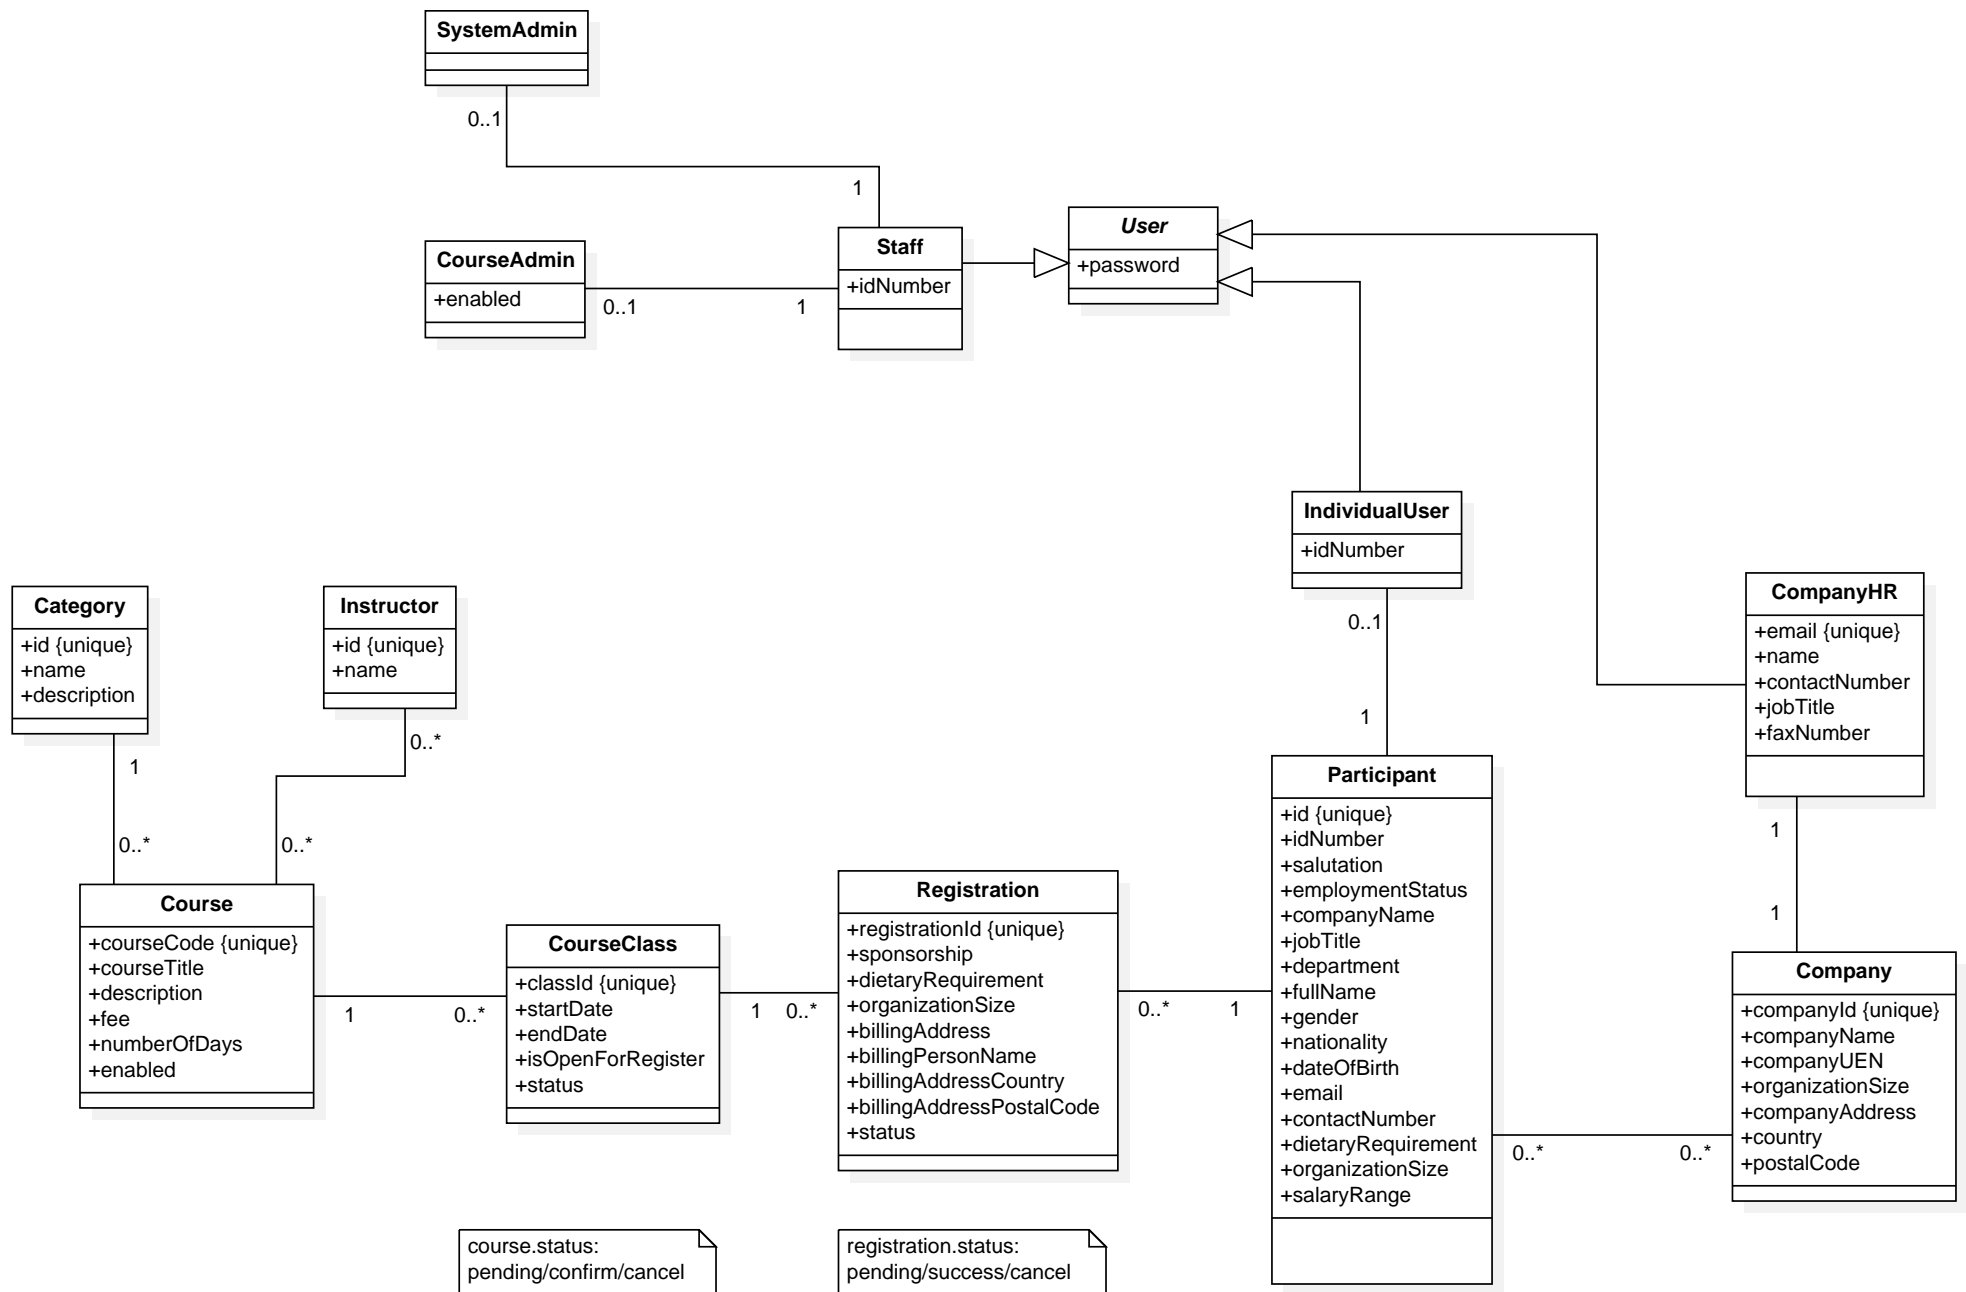 SystemAdmin
0..1
1
CourseAdmin
+enabled
0..1
1
Staff
+idNumber
User
+password
IndividualUser
+idNumber
0..1
1
Category
+id {unique}
+name
+description
1
0..*
Instructor
+id {unique}
+name
0..*
0..*
CompanyHR
+email {unique}
+name
+contactNumber
+jobTitle
+faxNumber
1
1
Course
+courseCode {unique}
+courseTitle
+description
+fee
+numberOfDays
+enabled
1
0..*
CourseClass
+classId {unique}
+startDate
+endDate
+isOpenForRegister
+status
1
0..*
Registration
+registrationId {unique}
+sponsorship
+dietaryRequirement
+organizationSize
+billingAddress
+billingPersonName
+billingAddressCountry
+billingAddressPostalCode
+status
0..*
1
Participant
+id {unique}
+idNumber
+salutation
+employmentStatus
+companyName
+jobTitle
+department
+fullName
+gender
+nationality
+dateOfBirth
+email
+contactNumber
+dietaryRequirement
+organizationSize
+salaryRange
0..*
0..*
Company
+companyId {unique}
+companyName
+companyUEN
+organizationSize
+companyAddress
+country
+postalCode
course.status:
pending/confirm/cancel
registration.status:
pending/success/cancel